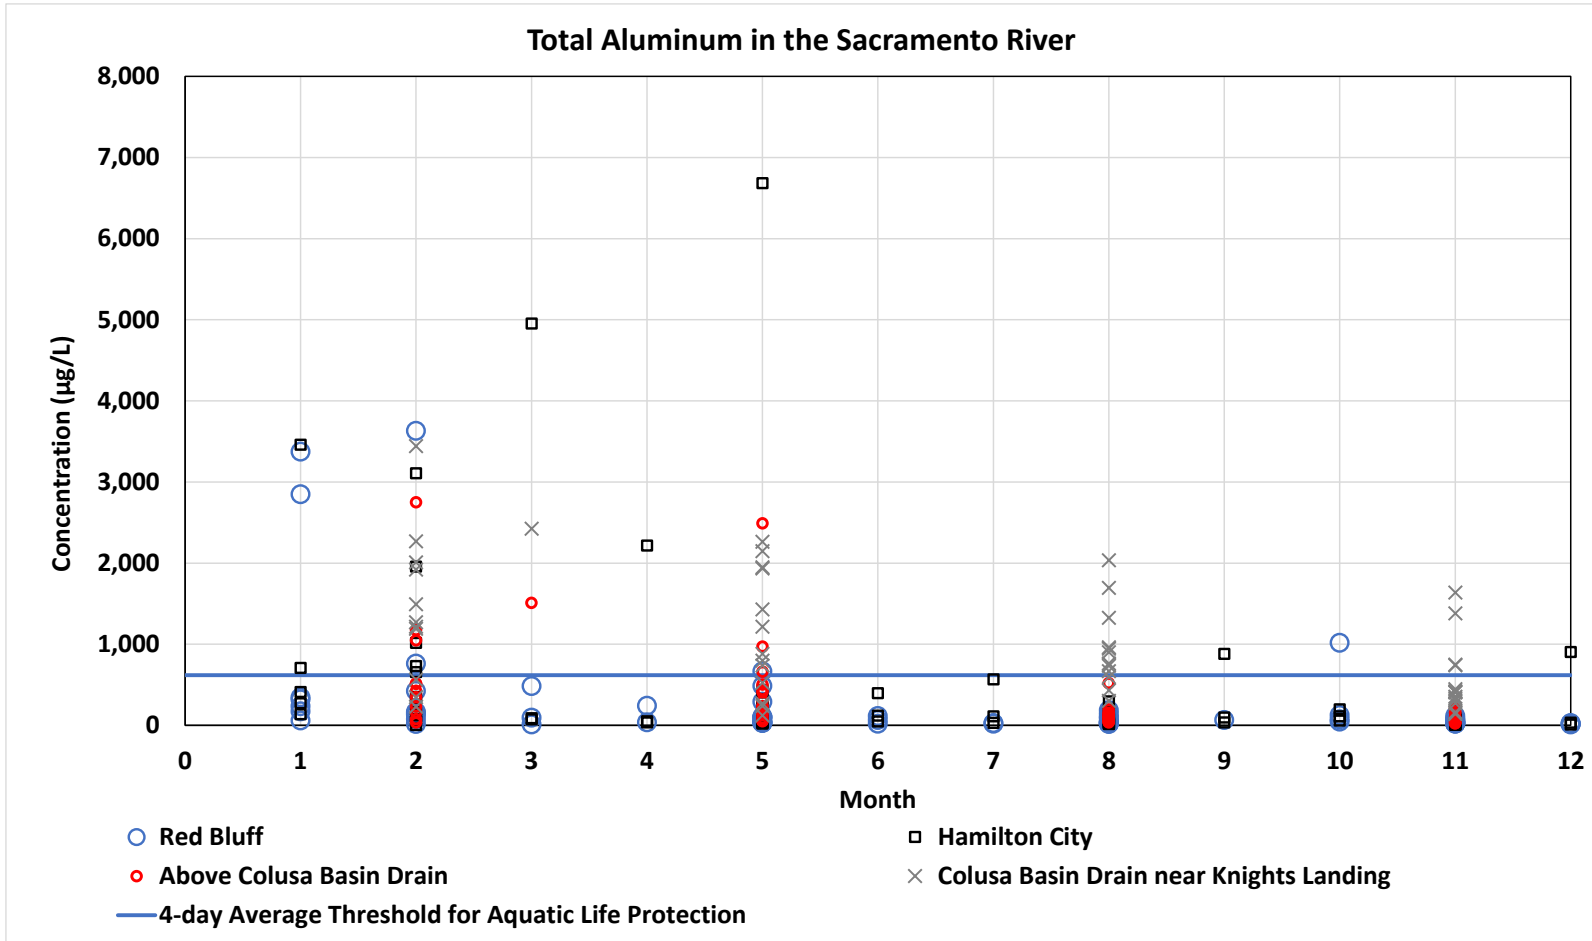 Total Aluminum in the Sacramento River
8,000
7,000
6,000
5,000
4,000
3,000
2,000
1,000
0
Concentration (µg/L)
0 1 2 3 4 5 6 7 8 9 10 11 12
Month
Red Bluff
Hamilton City
Above Colusa Basin Drain
Colusa Basin Drain near Knights Landing
4-day Average Threshold for Aquatic Life Protection